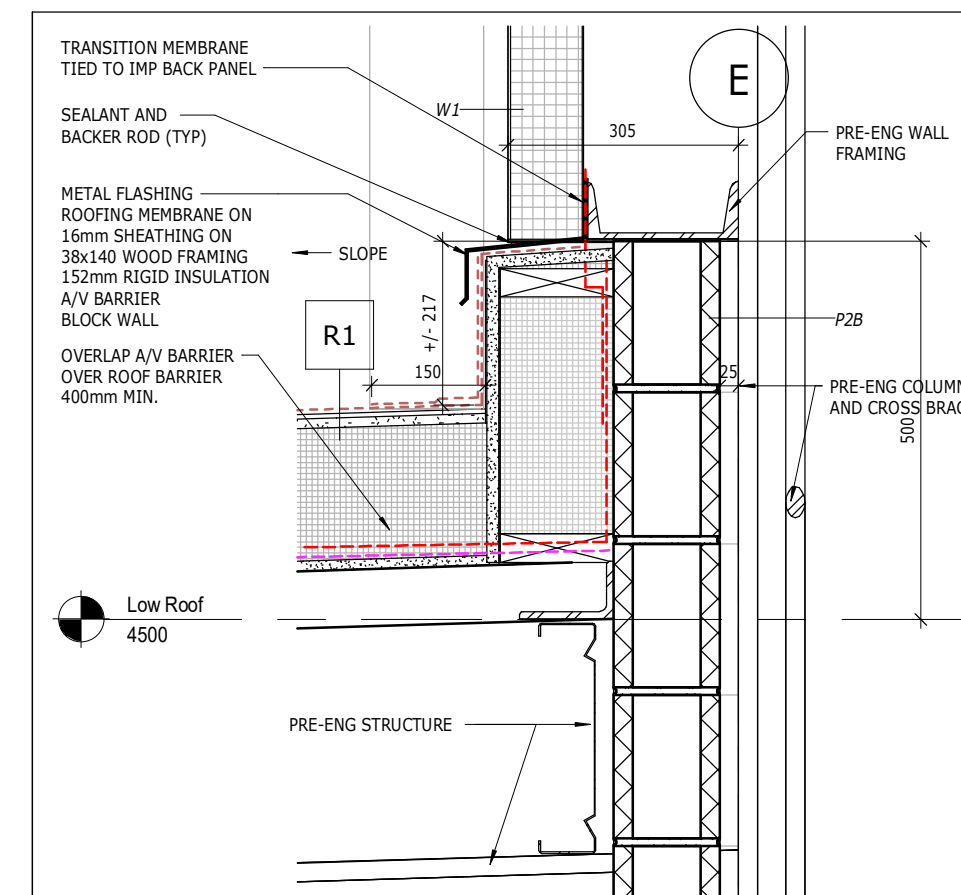 TRANSITION MEMBRANE
TIED TO IMP BACK PANEL
SEALANT AND
BACKER ROD (TYP)
METAL FLASHING
ROOFING MEMBRANE ON
16mm SHEATHING ON
38x140 WOOD FRAMING
152mm RIGID INSULATION
A/V BARRIER
BLOCK WALL
OVERLAP A/V BARRIER
OVER ROOF BARRIER
400mm MIN.
W1
E
305
PRE-ENG WALL
FRAMING
SLOPE
R1
+/- 217
150
P2B
25
PRE-ENG COLUMN
AND CROSS BRAC
500
Low Roof
4500
PRE-ENG STRUCTURE